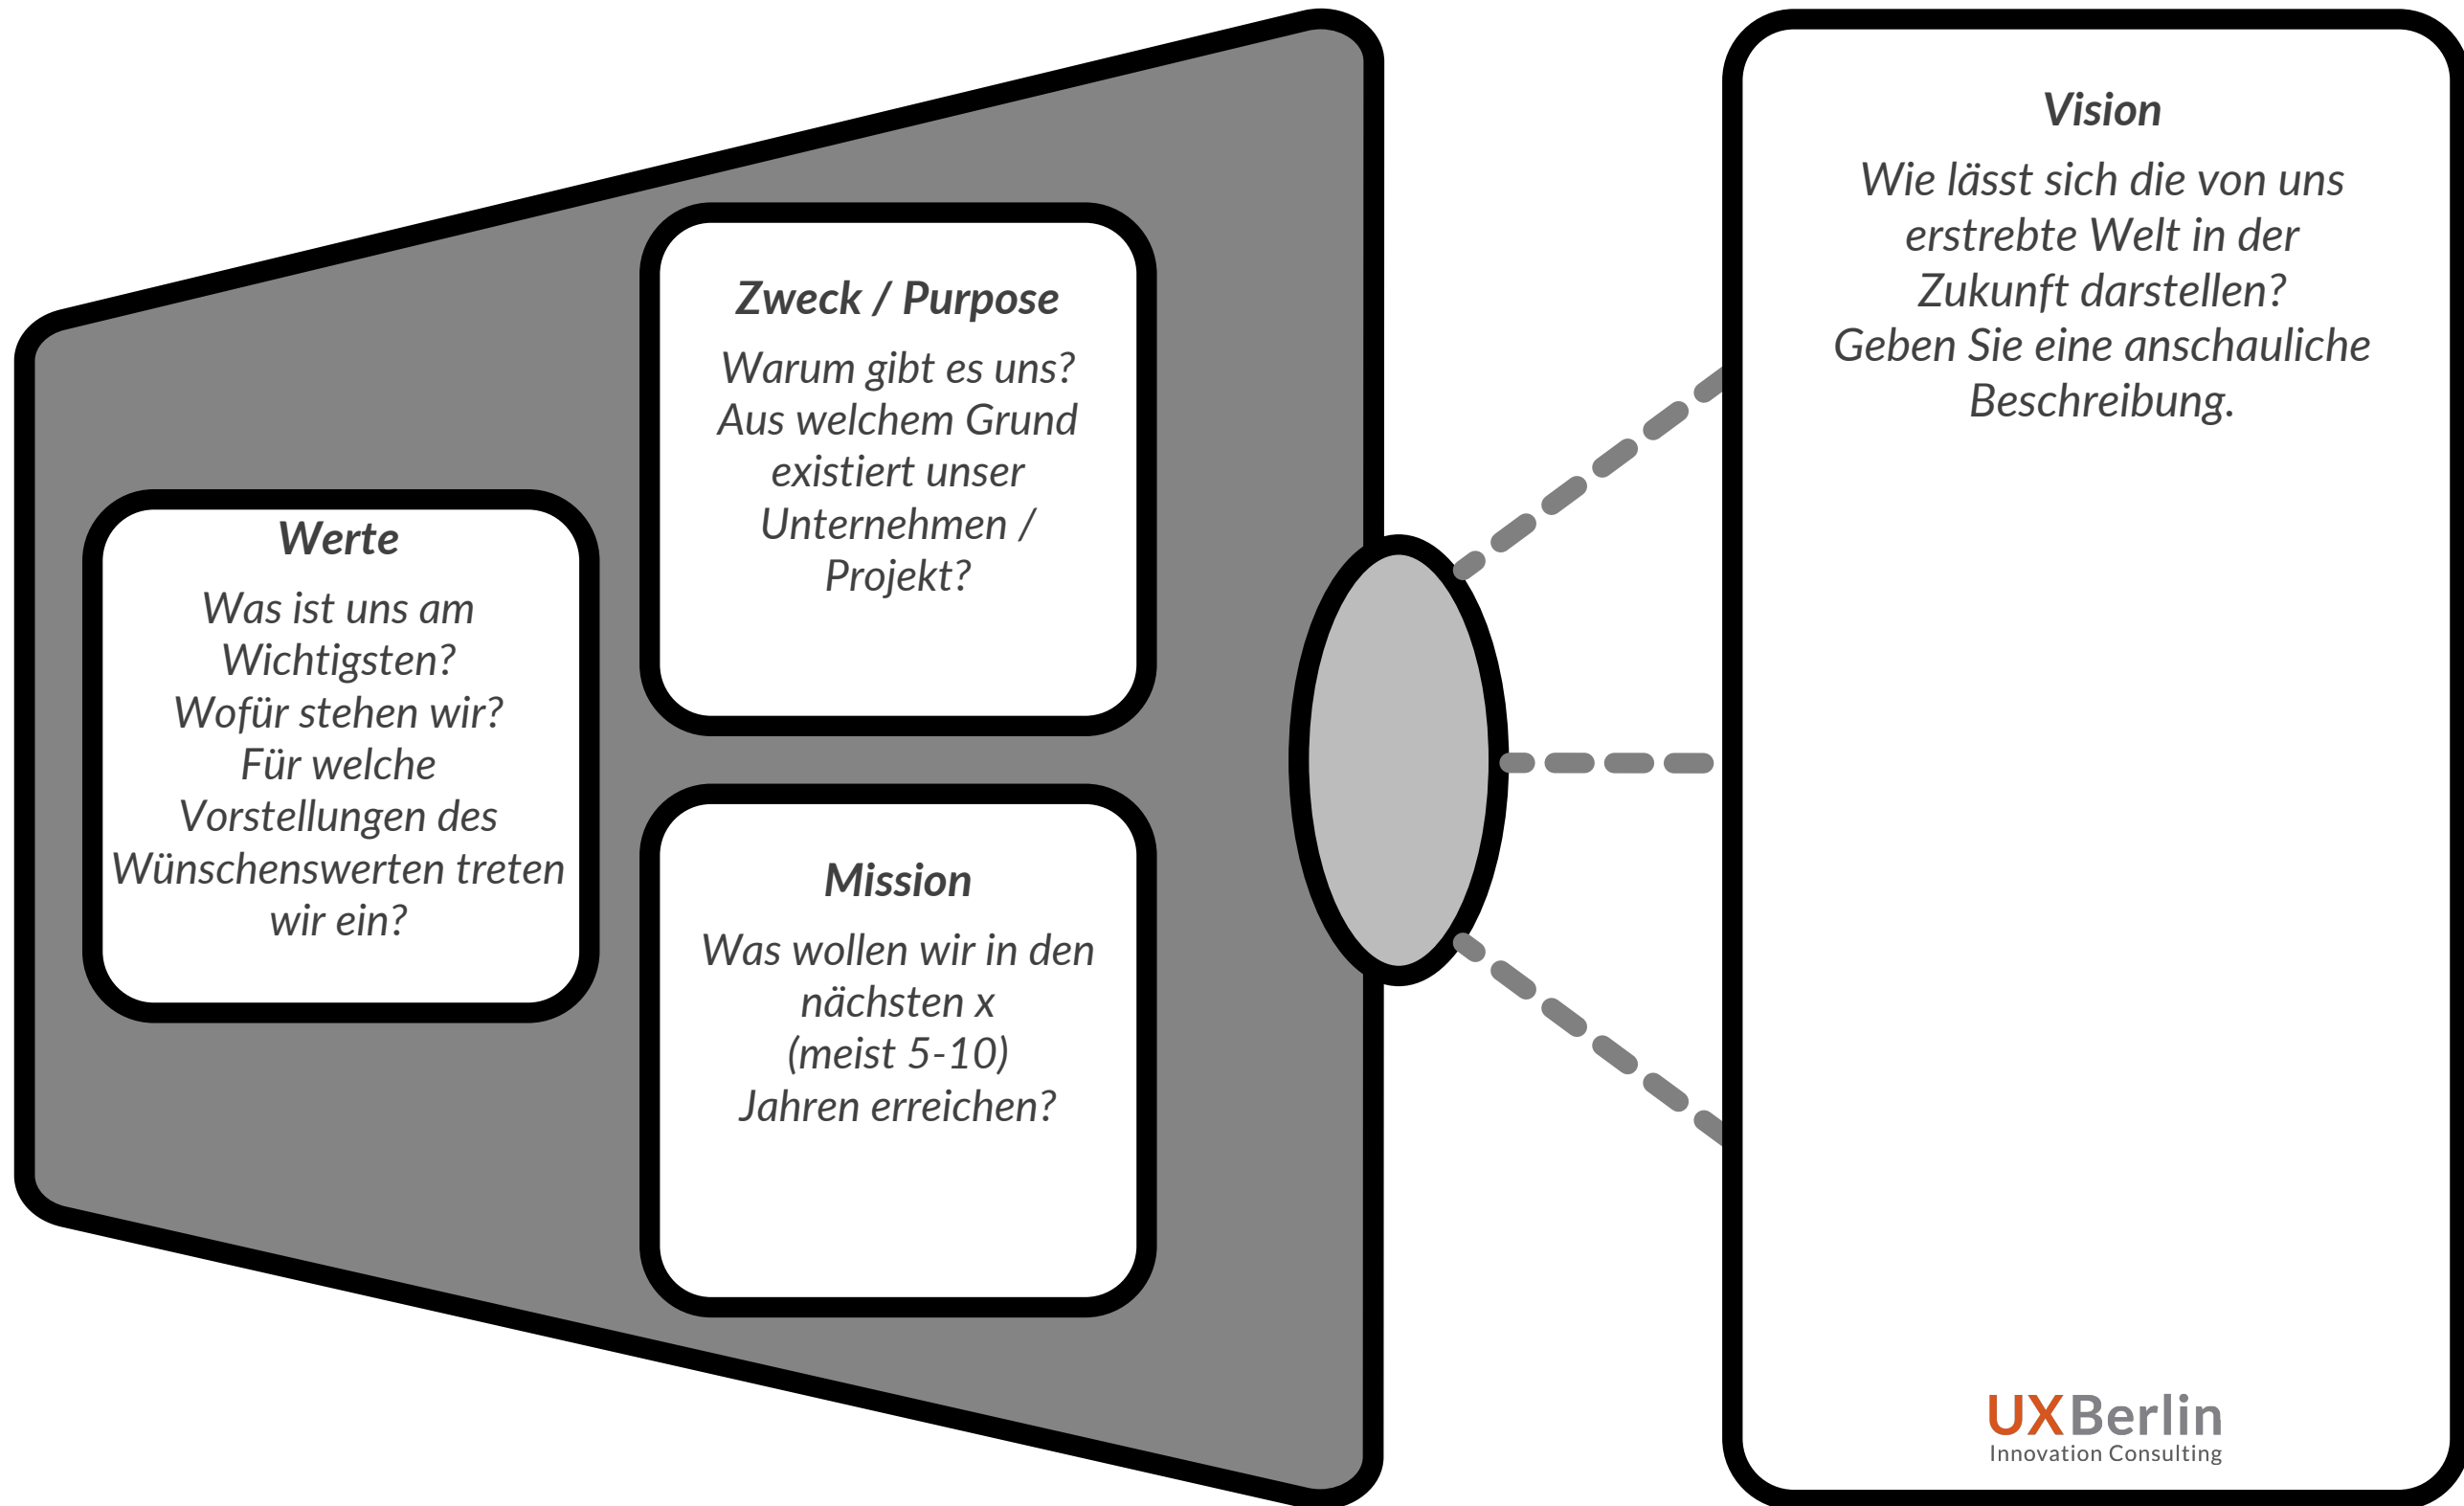 Werte
Was ist uns am
Wichtigsten?
Wofür stehen wir?
Für welche
Vorstellungen des
Wünschenswerten treten
wir ein?
Zweck / Purpose
Warum gibt es uns?
Aus welchem Grund
existiert unser
Unternehmen /
Projekt?
Mission
Was wollen wir in den
nächsten x
(meist 5-10)
Jahren erreichen?
Vision
Wie lässt sich die von uns
erstrebte Welt in der
Zukunft darstellen?
Geben Sie eine anschauliche
Beschreibung.
UXBerlin
Innovation Consulting